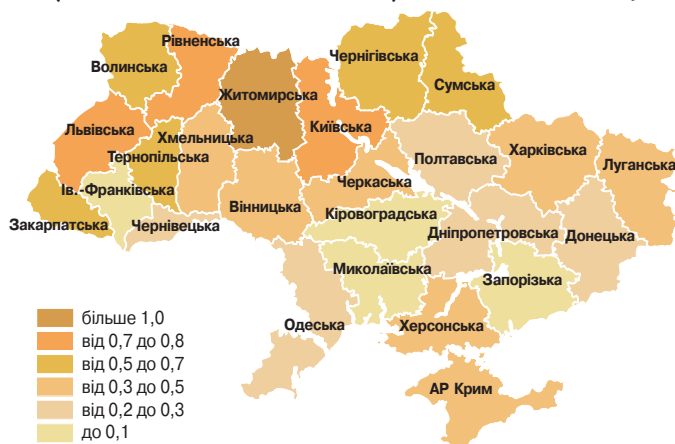 Рівненська
Волинська
Чернігівська
Сумська
Житомирська
Львівська
Хмельницька
Київська
Тернопільська
Полтавська
Харківська
Луганська
Ів.-Франківська
Черкаська
Вінницька
Закарпатська
Чернівецька
Кіровоградська
Дніпропетровська
Донецька
Миколаївська
Запорізька
Одеська
Херсонська
АР Крим
більше 1,0
від 0,7 до 0,8
від 0,5 до 0,7
від 0,3 до 0,5
від 0,2 до 0,3
до 0,1